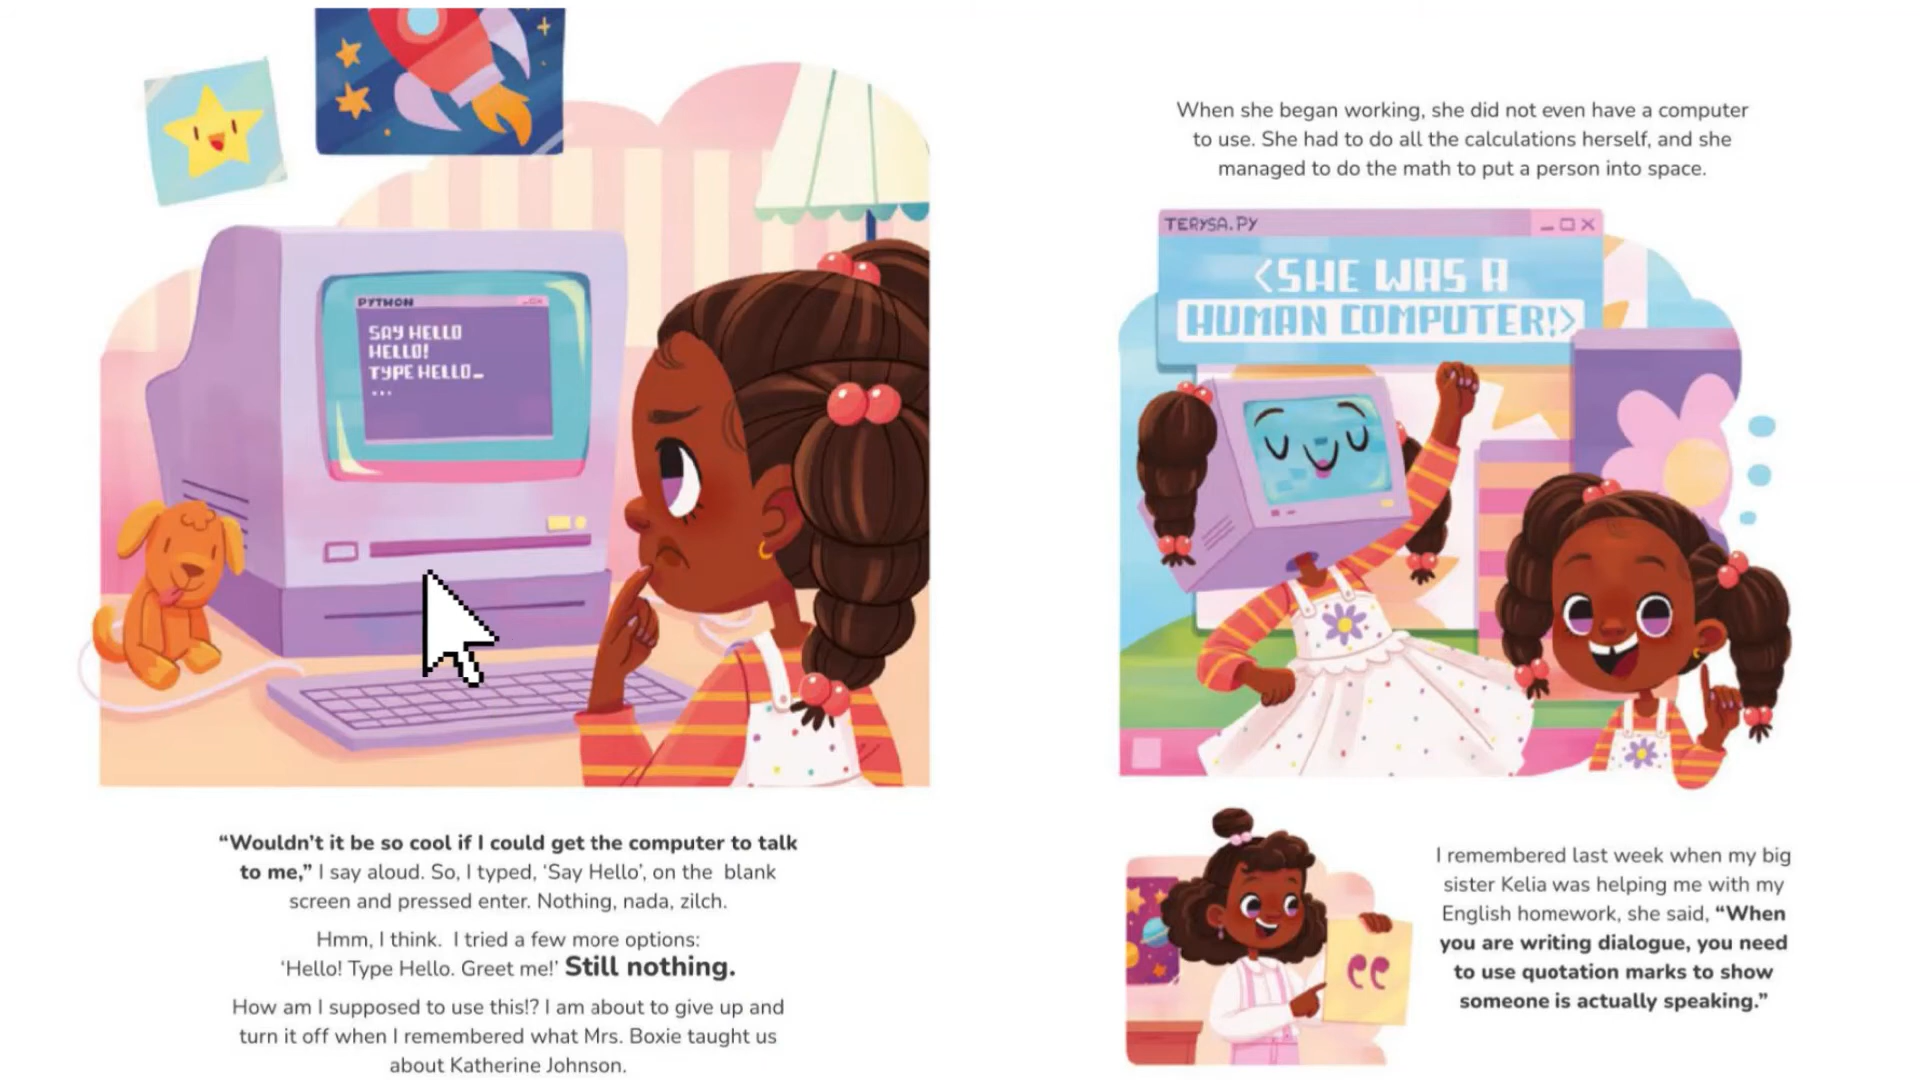 PYTHON
SAY HELLO
HELLO!
TYPE HELLO_
...
“Wouldn’t it be so cool if I could get the computer to talk
to me,” I say aloud. So, I typed, ‘Say Hello’, on the blank
screen and pressed enter. Nothing, nada, zilch.
Hmm, I think. I tried a few more options:
‘Hello! Type Hello. Greet me!’ Still nothing.
How am I supposed to use this!? I am about to give up and
turn it off when I remembered what Mrs. Boxie taught us
about Katherine Johnson.
When she began working, she did not even have a computer
to use. She had to do all the calculations herself, and she
managed to do the math to put a person into space.
TERYSA.PY
<SHE WAS A
HUMAN COMPUTER!>
I remembered last week when my big
sister Kelia was helping me with my
English homework, she said, “When
you are writing dialogue, you need
to use quotation marks to show
someone is actually speaking.”
“